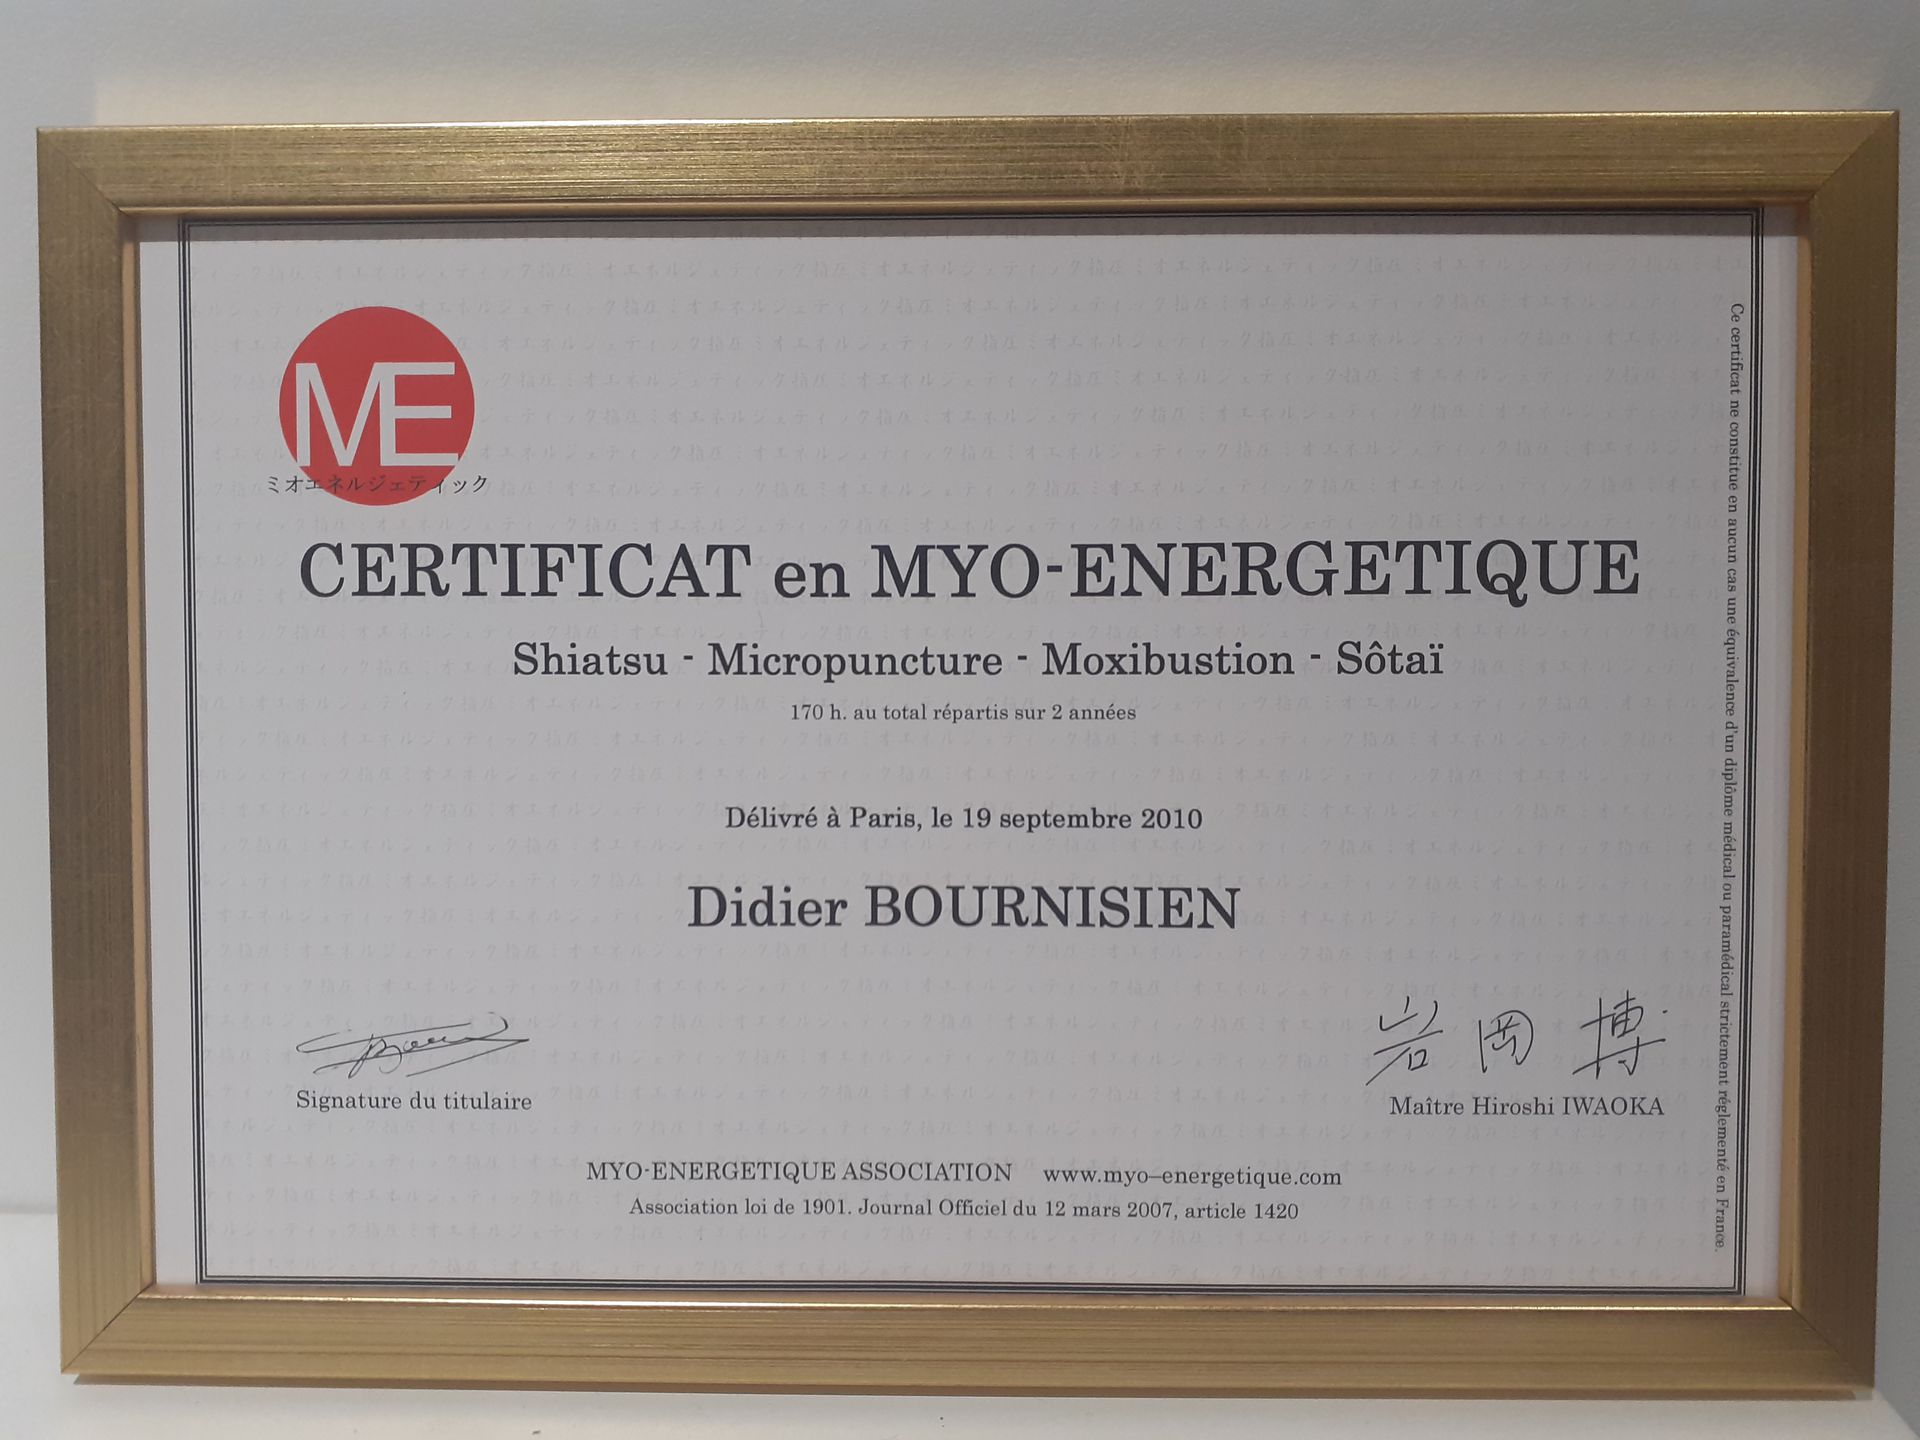 ME
ミオエネルジェティック
CERTIFICAT en MYO-ENERGETIQUE
Shiatsu - Micropuncture - Moxibustion - Sôtaï
170 h. au total répartis sur 2 années
Délivré à Paris, le 19 septembre 2010
Didier BOURNISIEN
岩岡 博
Signature du titulaire
Maître Hiroshi IWAOKA
MYO-ENERGETIQUE ASSOCIATION www.myo-energetique.com
Association loi de 1901. Journal Officiel du 12 mars 2007, article 1420
Ce certificat ne constitue en aucun cas une équivalence d'un diplôme médical ou paramédical strictement réglementé en France.